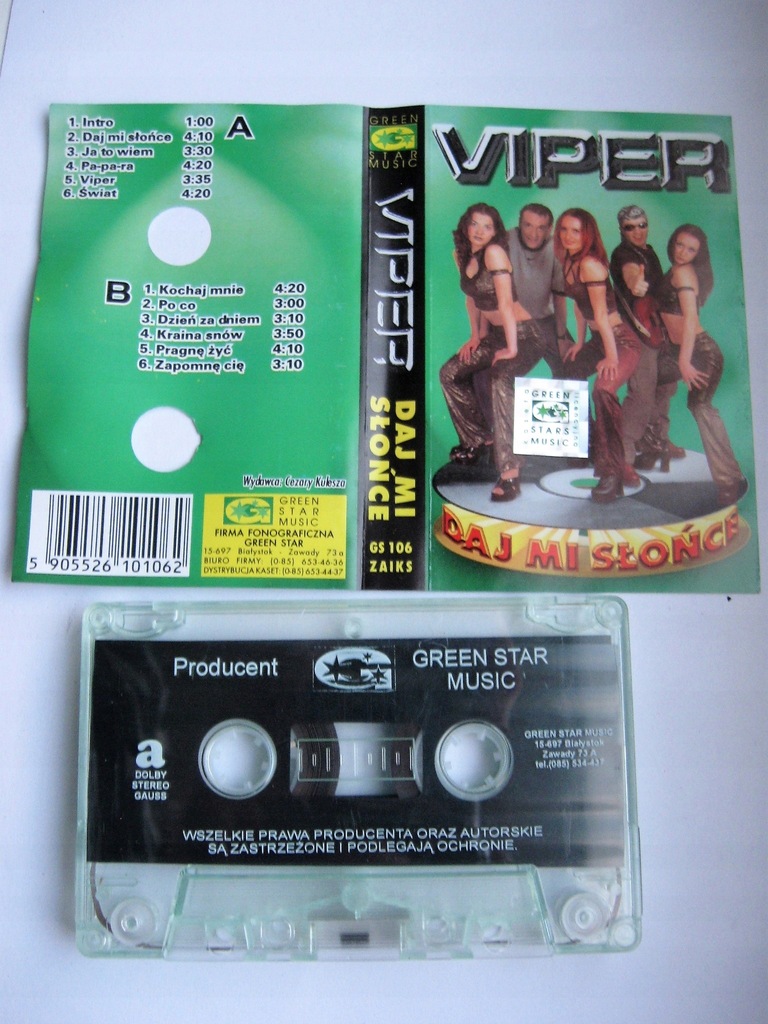 1. Intro 1:00
2. Daj mi słońce 4:10
3. Ja to wiem 3:30
4. Pa-pa-ra 4:20
5. Viper 3:35
6. Świat 4:20
A
B
1. Kochaj mnie 4:20
2. Po co 3:00
3. Dzień za dniem 3:10
4. Kraina snów 3:50
5. Pragnę żyć 4:10
6. Zapomnę cię 3:10
Wydawca: Cezary Kulesza
5 905526 101062
GREEN
STAR
MUSIC
FIRMA FONOGRAFICZNA
GREEN STAR
15-697 Białystok - Zawady 73a
BIURO FIRMY: (0-85) 653-46-36
DYSTRYBUCJA KASET: (0-85) 653-44-37
GREEN
STAR
MUSIC
VIPER
DAJ MI
SŁOŃCE
GS 106
ZAIKS
VIPER
GREEN
STARS
MUSIC
DAJ MI SŁOŃCE
Producent
GREEN STAR
MUSIC
a
DOLBY
STEREO
GAUSS
GREEN STAR MUSIC
15-697 Białystok
Zawady 73 A
tel.(085) 534-437
WSZELKIE PRAWA PRODUCENTA ORAZ AUTORSKIE
SĄ ZASTRZEŻONE I PODLEGAJĄ OCHRONIE.